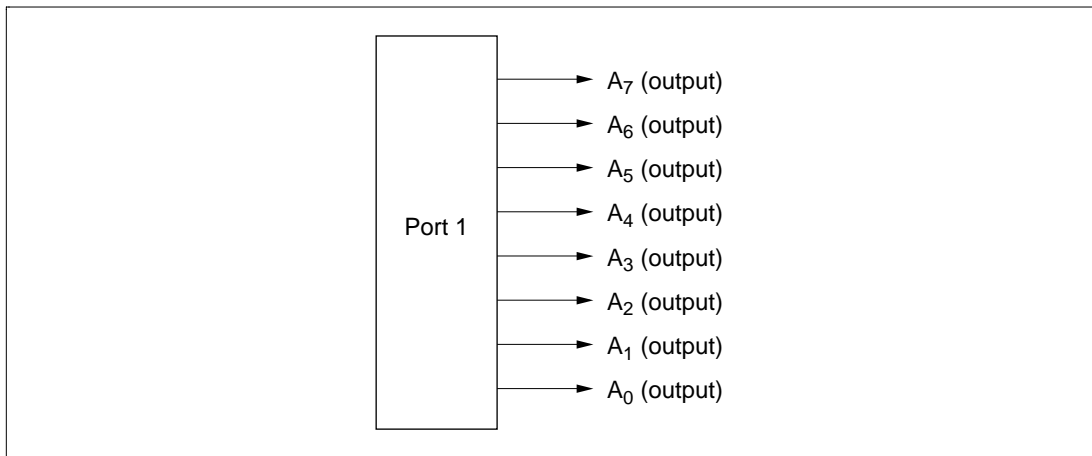 A₇ (output)
A₆ (output)
A₅ (output)
A₄ (output)
Port 1
A₃ (output)
A₂ (output)
A₁ (output)
A₀ (output)